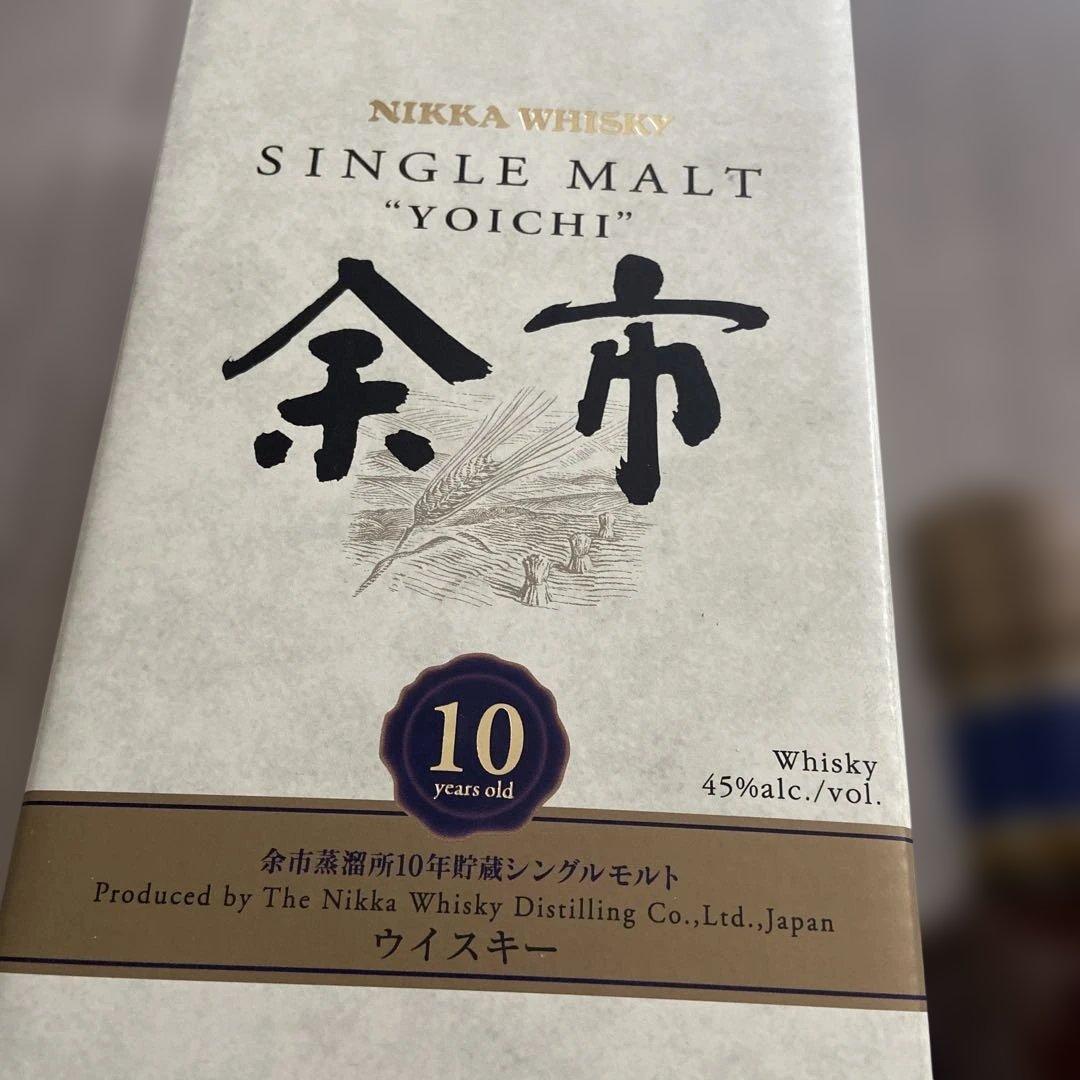 NIKKA WHISKY
SINGLE MALT
“YOICHI”
余市
10
years old
Whisky
45%alc./vol.
余市蒸溜所10年貯蔵シングルモルト
Produced by The Nikka Whisky Distilling Co.,Ltd.,Japan
ウイスキー